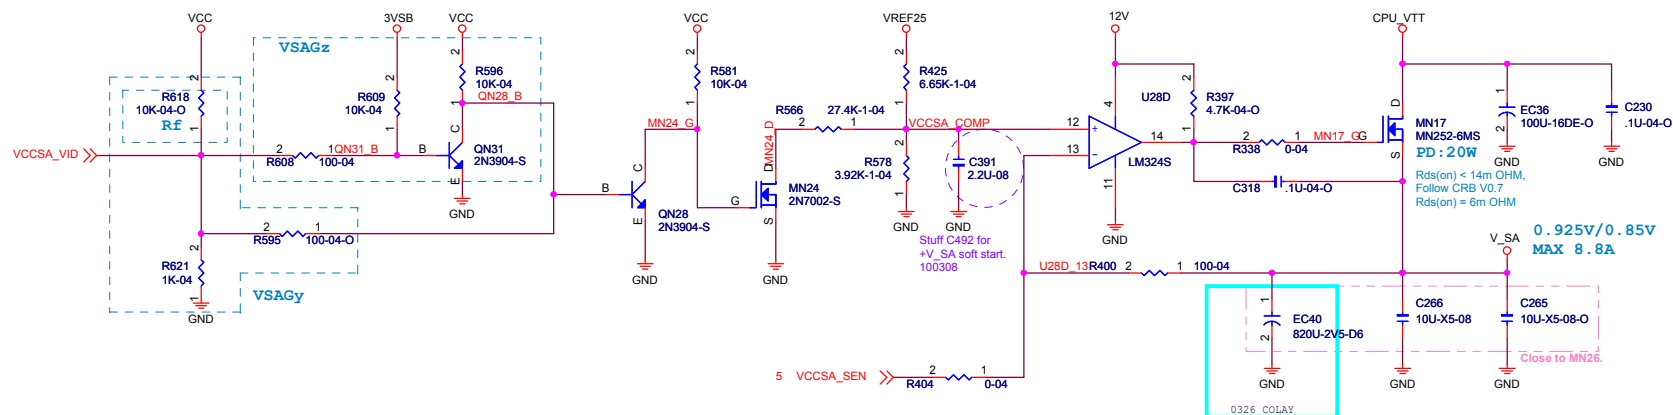 VCC
3VSB
VCC
VCC
VREF25
12V
CPU_VTT
VSAGz
R618
10K-04-O
Rf
R609
10K-04
R596
10K-04
QN28_B
R581
10K-04
R566
27.4K-1-04
R425
6.65K-1-04
U28D
R397
4.7K-04-O
EC36
100U-16DE-O
C230
.1U-04-O
VCCSA_VID
R608
100-04
QN31_B
B
C
E
QN31
2N3904-S
GND
MN24_G
MN24_D
VCCSA_COMP
12
13
14
4
11
+
-
LM324S
R338
0-04
MN17_G
G
D
S
MN17
MN252-6MS
PD:20W
Rds(on) < 14m OHM,
Follow CRB V0.7
Rds(on) = 6m OHM
GND
GND
R578
3.92K-1-04
C391
2.2U-08
C318
.1U-04-O
B
C
E
QN28
2N3904-S
G
D
S
MN24
2N7002-S
GND
GND
GND
R595
100-04-O
R621
1K-04
VSAGy
GND
GND
GND
Stuff C492 for
+V_SA soft start.
100308
0.925V/0.85V
MAX 8.8A
V_SA
U28D_13
R400
2
1
100-04
EC40
820U-2V5-D6
C266
10U-X5-08
C265
10U-X5-08-O
Close to MN26.
GND
GND
GND
5
VCCSA_SEN
R404
2
1
0-04
0326 COLAY